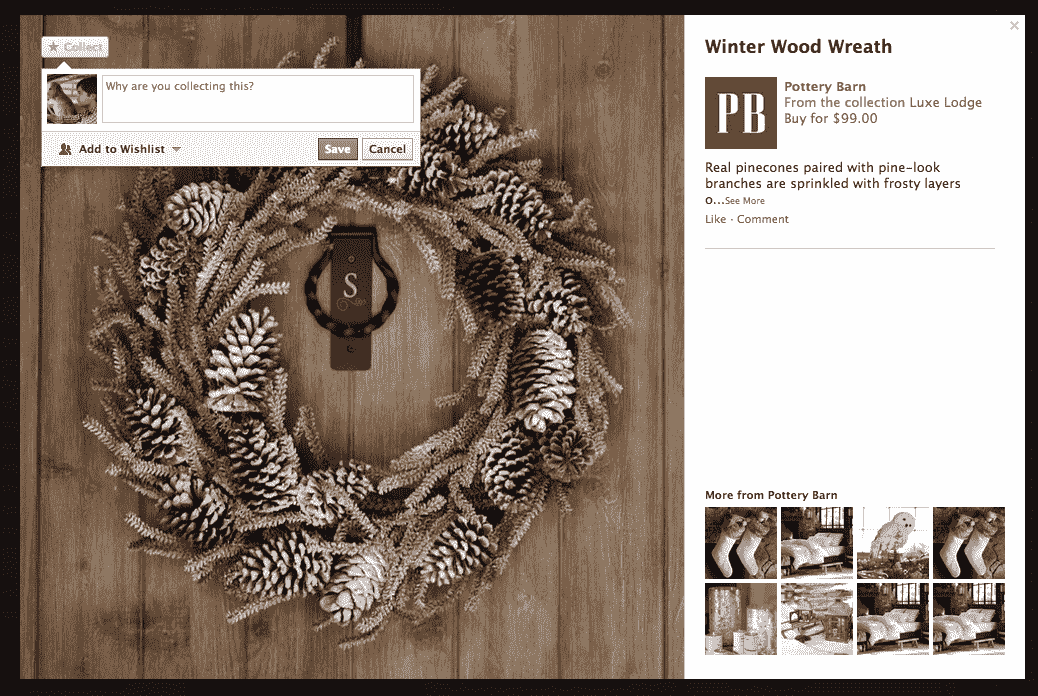 ★ Collect
Why are you collecting this?
Add to Wishlist
Save
Cancel
S
×
Winter Wood Wreath
PB
Pottery Barn
From the collection Luxe Lodge
Buy for $99.00
Real pinecones paired with pine-look
branches are sprinkled with frosty layers
o...See More
Like · Comment
More from Pottery Barn